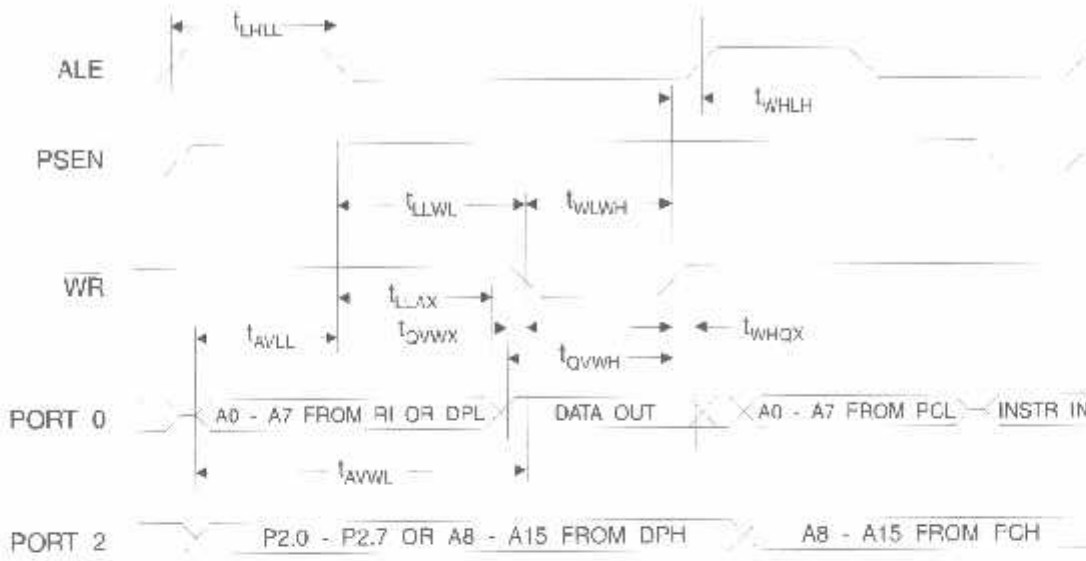 tLHLL
ALE
tWHLH
PSEN
tLLWL tWLWH
WR
tLLAX
tAVLL tQVWX tWHQX
tQVWH
PORT 0 A0 - A7 FROM RI OR DPL DATA OUT A0 - A7 FROM PCL INSTR IN
tAVWL
PORT 2 P2.0 - P2.7 OR A8 - A15 FROM DPH A8 - A15 FROM PCH